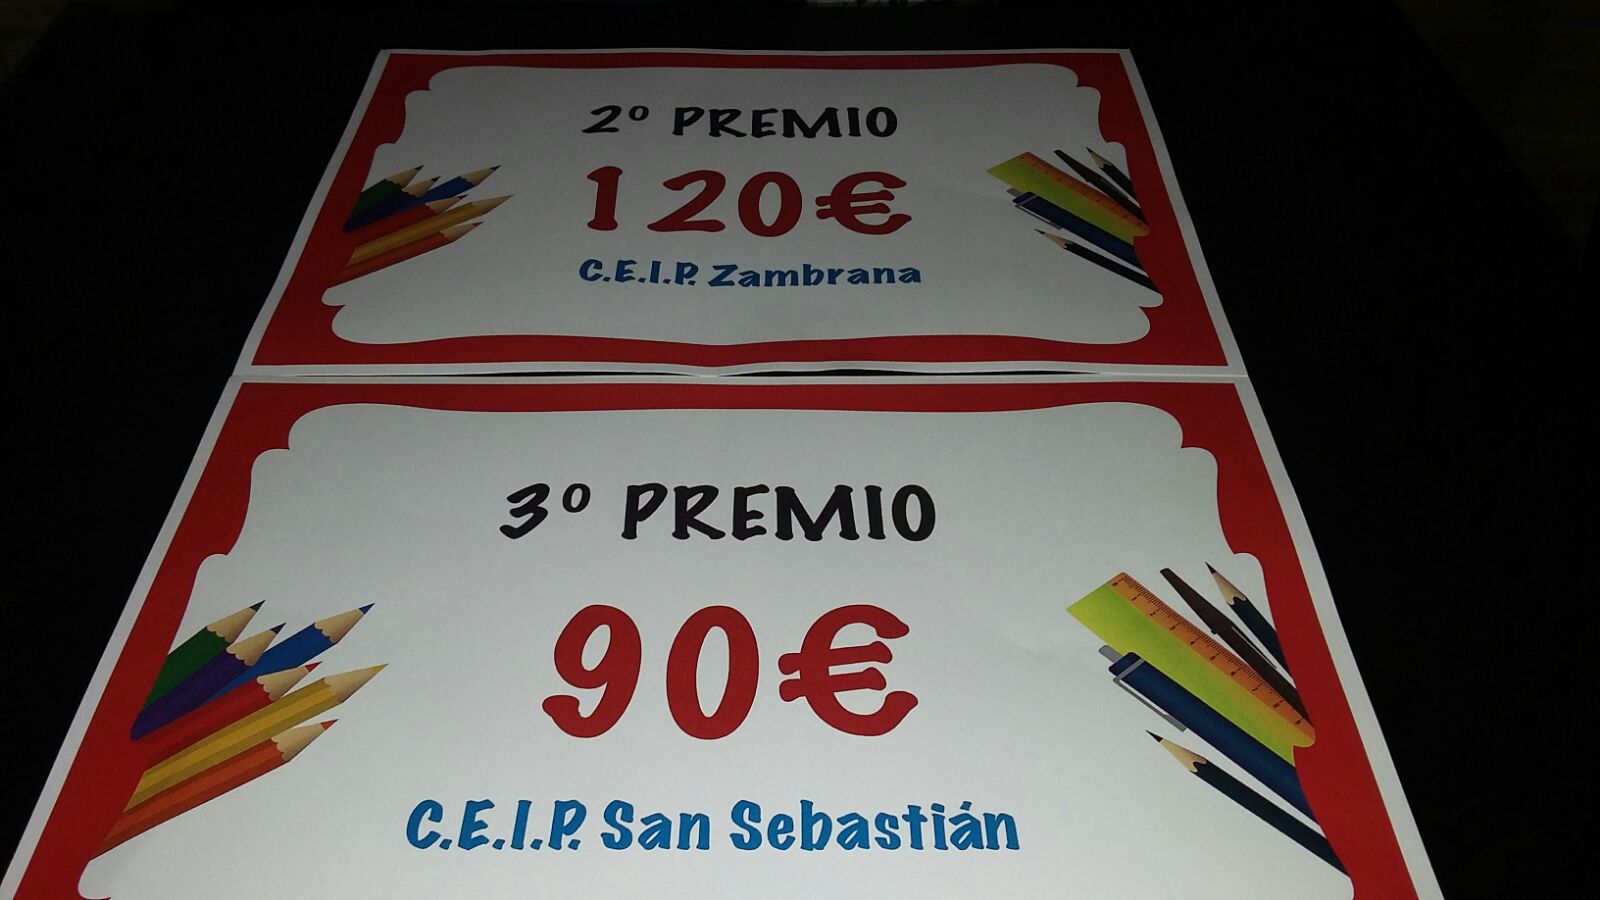 2º PREMIO
120€
C.E.I.P. Zambrana
3º PREMIO
90€
C.E.I.P. San Sebastián